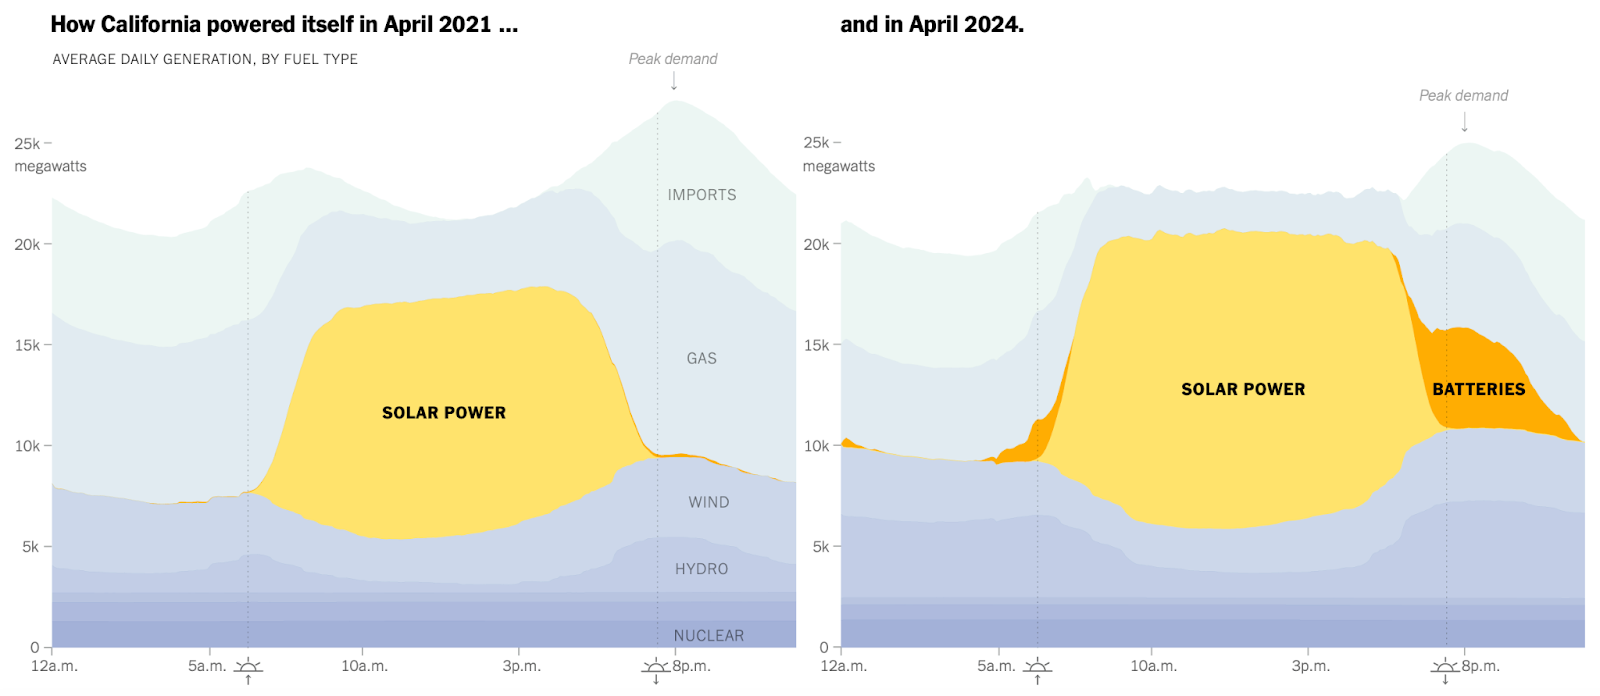 How California powered itself in April 2021 ...
AVERAGE DAILY GENERATION, BY FUEL TYPE
Peak demand
25k
megawatts
20k
15k
10k
5k
0
IMPORTS
GAS
SOLAR POWER
WIND
HYDRO
NUCLEAR
12a.m.
5a.m.
10a.m.
3p.m.
8p.m.
and in April 2024.
Peak demand
25k
megawatts
20k
15k
10k
5k
0
SOLAR POWER
BATTERIES
12a.m.
5a.m.
10a.m.
3p.m.
8p.m.